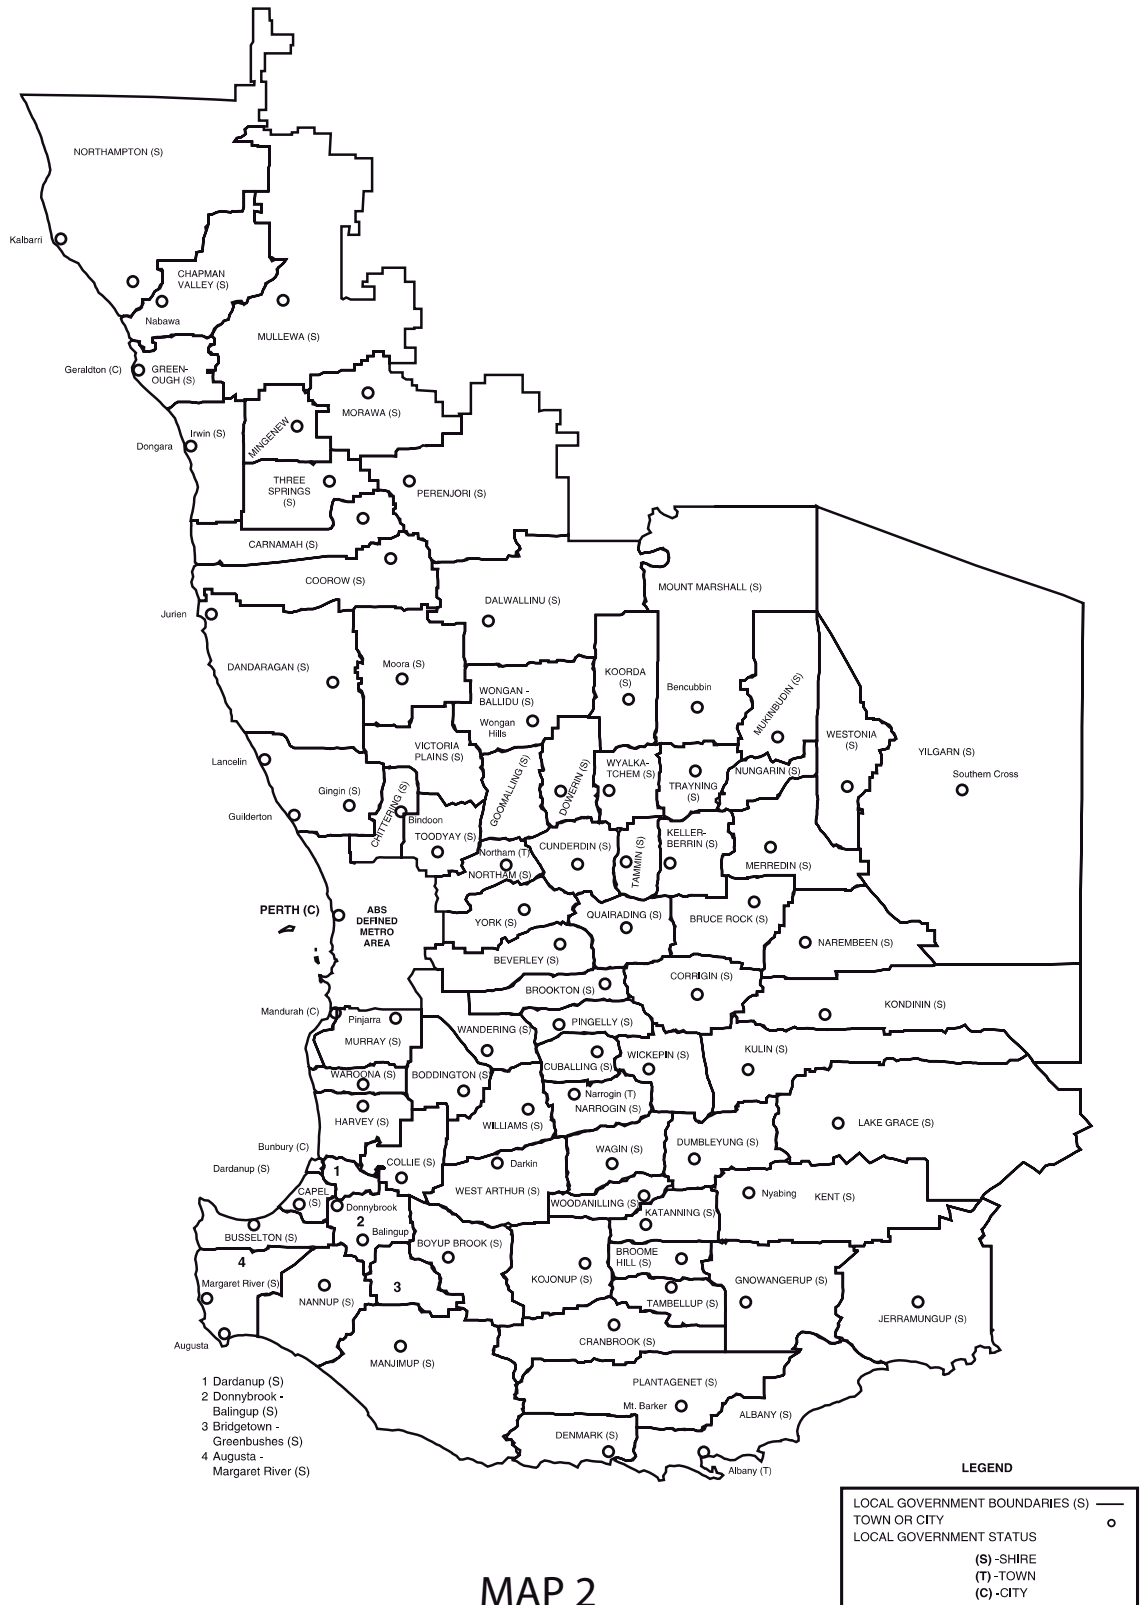 NORTHAMPTON (S)
Kalbarri
CHAPMAN
VALLEY (S)
Nabawa
MULLEWA (S)
Geraldton (C)
GREEN-
OUGH (S)
MORAWA (S)
Irwin (S)
MINGENEW
Dongara
THREE
SPRINGS
(S)
PERENJORI (S)
CARNAMAH (S)
COOROW (S)
MOUNT MARSHALL (S)
DALWALLINU (S)
Jurien
DANDARAGAN (S)
Moora (S)
KOORDA
(S)
WONGAN -
BALLIDU (S)
Bencubbin
MUKINBUDIN (S)
Wongan
Hills
WESTONIA
(S)
VICTORIA
PLAINS (S)
YILGARN (S)
Lancelin
GOOMALLING (S)
DOWERIN (S)
WYALKA-
TCHEM (S)
NUNGARIN (S)
Southern Cross
TRAYNING
(S)
Gingin (S)
CHITTERING (S)
Guilderton
Bindoon
TOODYAY (S)
KELLER-
BERRIN (S)
CUNDERDIN (S)
TAMMIN (S)
Northam (T)
NORTHAM (S)
MERREDIN (S)
PERTH (C)
ABS
DEFINED
METRO
AREA
YORK (S)
QUAIRADING (S)
BRUCE ROCK (S)
NAREMBEEN (S)
BEVERLEY (S)
CORRIGIN (S)
BROOKTON (S)
KONDININ (S)
Mandurah (C)
Pinjarra
MURRAY (S)
WANDERING (S)
PINGELLY (S)
WICKEPIN (S)
KULIN (S)
CUBALLING (S)
WAROONA (S)
BODDINGTON (S)
Narrogin (T)
NARROGIN (S)
HARVEY (S)
WILLIAMS (S)
LAKE GRACE (S)
Bunbury (C)
DUMBLEYUNG (S)
WAGIN (S)
Dardanup (S)
1
COLLIE (S)
Darkin
WEST ARTHUR (S)
CAPEL
(S)
Nyabing
KENT (S)
WOODANILLING (S)
Donnybrook
KATANNING (S)
2
Balingup
BUSSELTON (S)
BOYUP BROOK (S)
BROOME
HILL (S)
4
KOJONUP (S)
GNOWANGERUP (S)
Margaret River (S)
3
NANNUP (S)
TAMBELLUP (S)
JERRAMUNGUP (S)
Augusta
CRANBROOK (S)
MANJIMUP (S)
PLANTAGENET (S)
Mt. Barker
ALBANY (S)
DENMARK (S)
Albany (T)
1 Dardanup (S)
2 Donnybrook -
Balingup (S)
3 Bridgetown -
Greenbushes (S)
4 Augusta -
Margaret River (S)
LEGEND
LOCAL GOVERNMENT BOUNDARIES (S)
TOWN OR CITY
LOCAL GOVERNMENT STATUS
(S) -SHIRE
(T) -TOWN
(C) -CITY
MAP 2